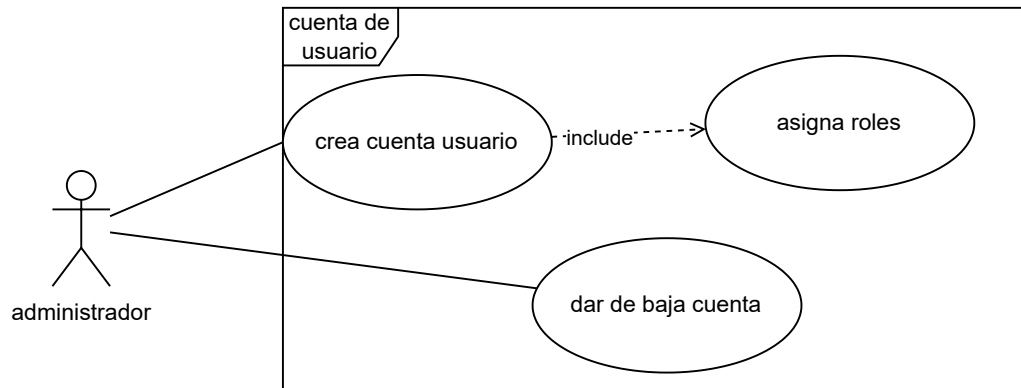 cuenta de
usuario
crea cuenta usuario
include
asigna roles
dar de baja cuenta
administrador